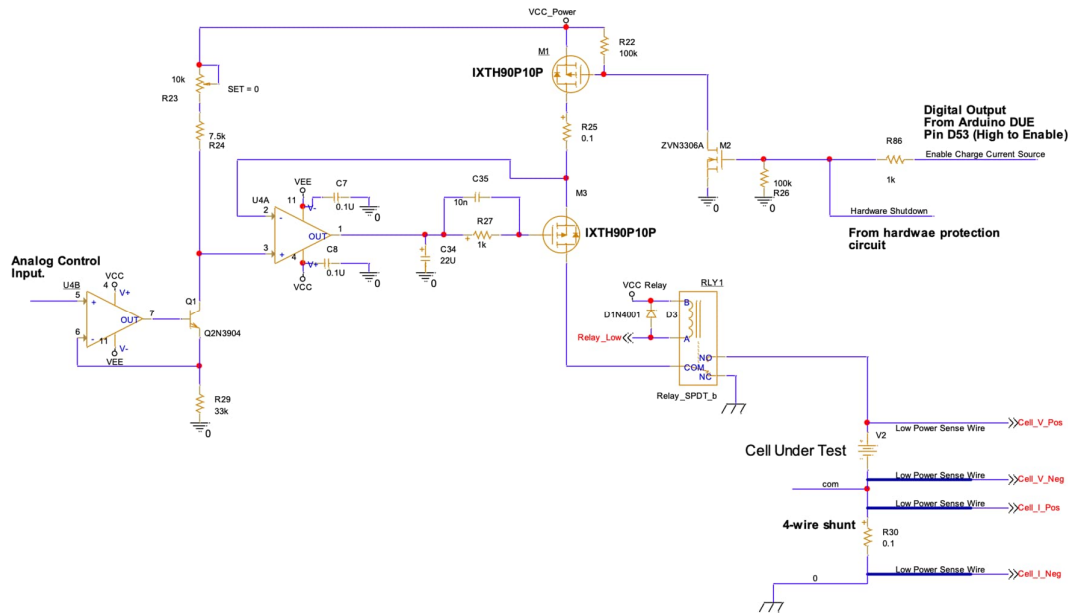 VCC_Power
M1
R22
100k
IXTH90P10P
10k
SET = 0
R23
7.5k
R24
R25
0.1
ZVN3306A
M2
Digital Output
From Arduino DUE
Pin D53 (High to Enable)
R86
Enable Charge Current Source
1k
100k
R26
0
0
Hardware Shutdown
From hardwae protection
circuit
VEE
C7
U4A
11
V-
0.1U
0
2
-
OUT
1
3
+
4
V+
C8
0.1U
0
VCC
C35
10n
R27
1k
C34
22U
0
M3
IXTH90P10P
Analog Control
Input.
U4B
VCC
4
V+
5
+
OUT
7
6
-
11
V-
VEE
Q1
Q2N3904
R29
33k
0
VCC Relay
RLY1
B
D1N4001
D3
Relay_Low
A
NO
COM
NC
Relay_SPDT_b
Low Power Sense Wire
Cell_V_Pos
V2
Cell Under Test
Low Power Sense Wire
Cell_V_Neg
com
Low Power Sense Wire
Cell_I_Pos
4-wire shunt
R30
0.1
Low Power Sense Wire
Cell_I_Neg
0